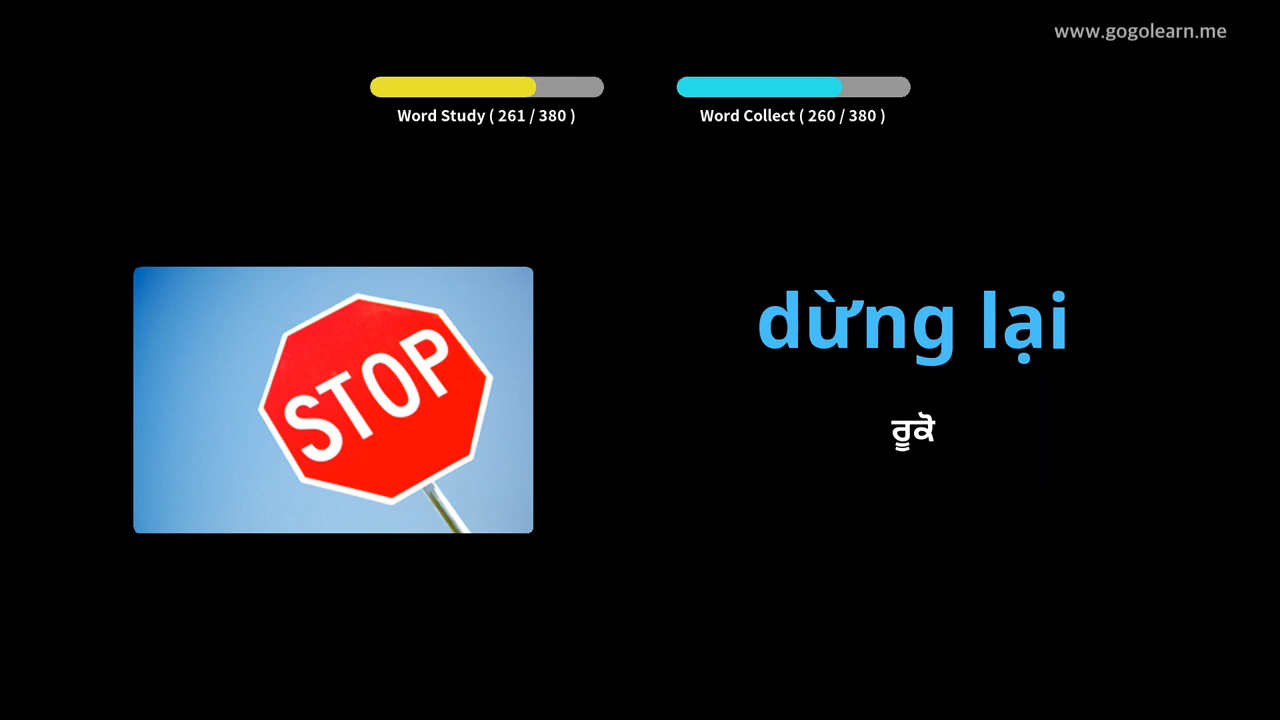 www.gogolearn.me
Word Study ( 261 / 380 )
Word Collect ( 260 / 380 )
STOP
dừng lại
ਰੂਕੋ